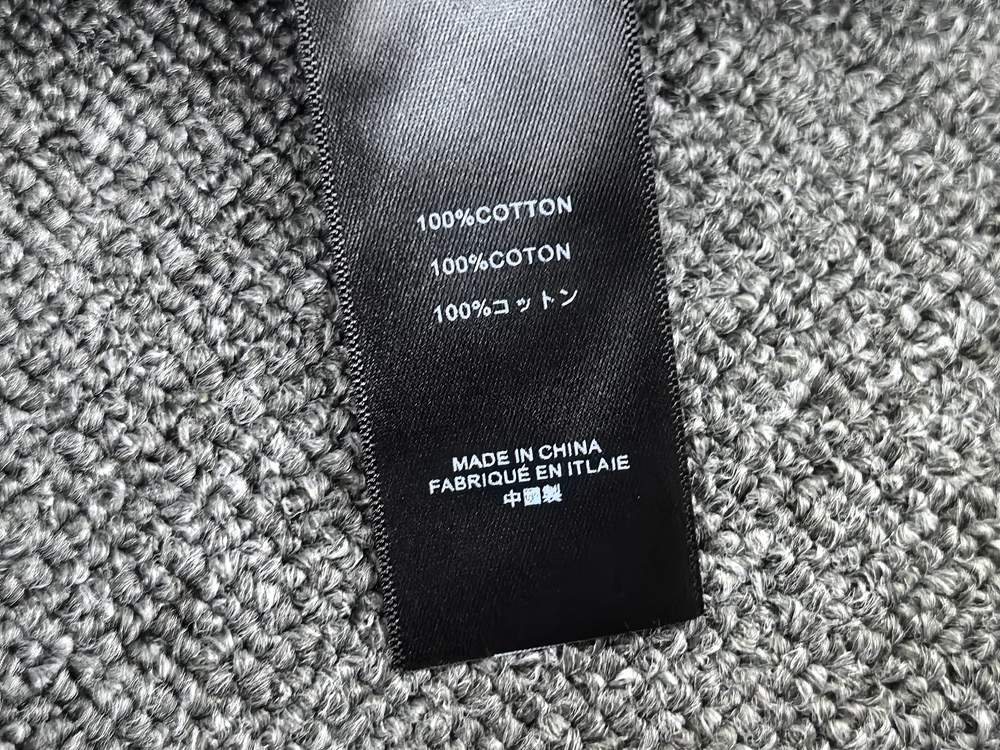 100%COTTON
100%COTON
100%コットン
MADE IN CHINA
FABRIQUÉ EN ITLAIE
中國製